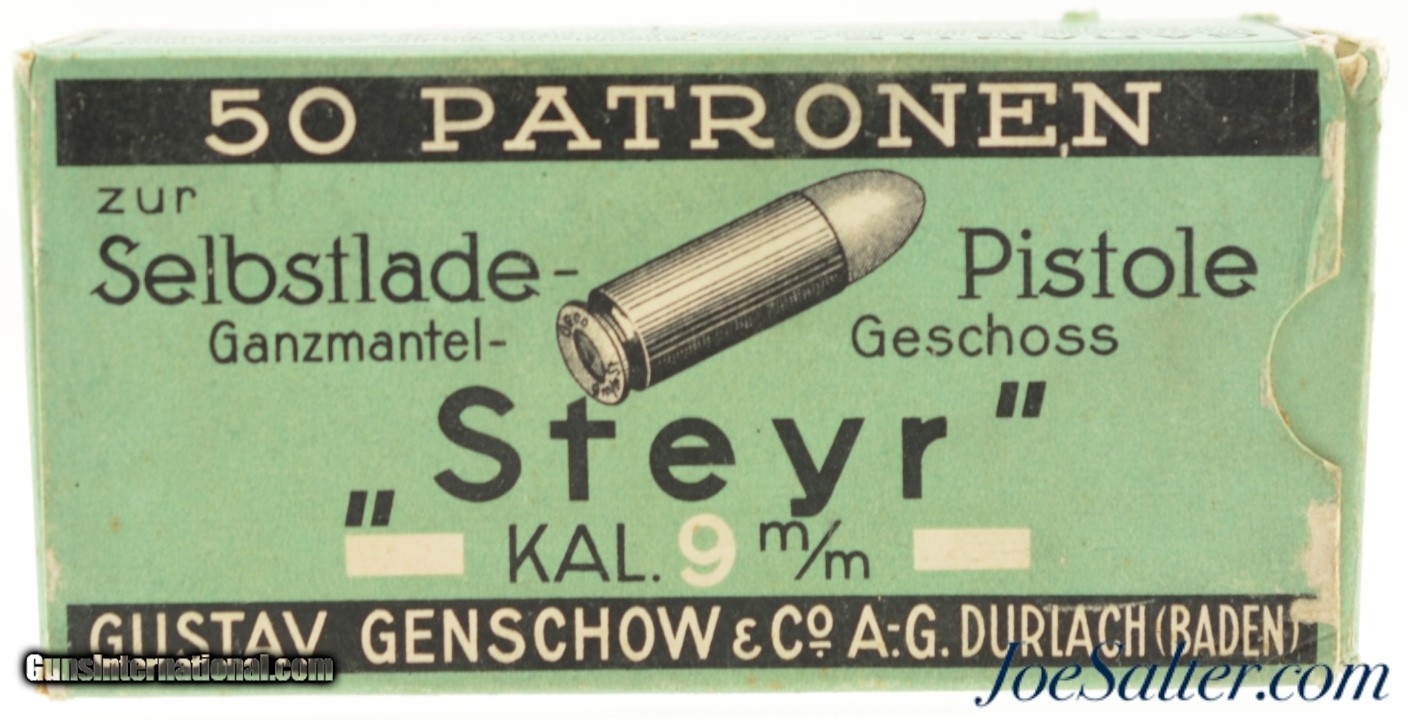 50 PATRONEN
zur
Selbstlade- Pistole
Ganzmantel- Geschoss
„Steyr"
KAL. 9 m/m
GUSTAV GENSCHOW & Co A.-G. DURLACH (BADEN)
GunsInternational.com
JoeSalter.com